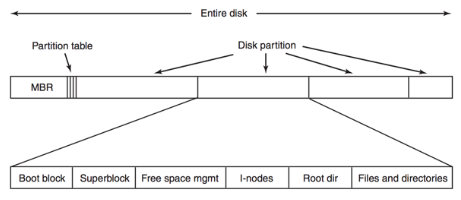 Entire disk
Partition table
Disk partition
MBR
Boot block
Superblock
Free space mgmt
I-nodes
Root dir
Files and directories